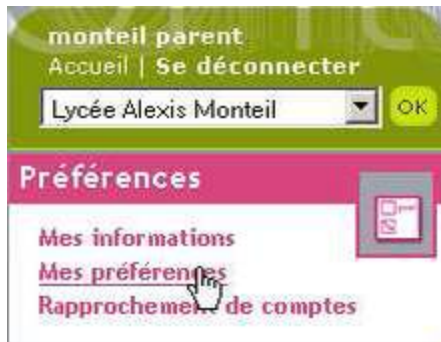 monteil parent
Accueil | Se déconnecter
Lycée Alexis Monteil OK
Préférences
Mes informations
Mes préférences
Rapprochement de comptes